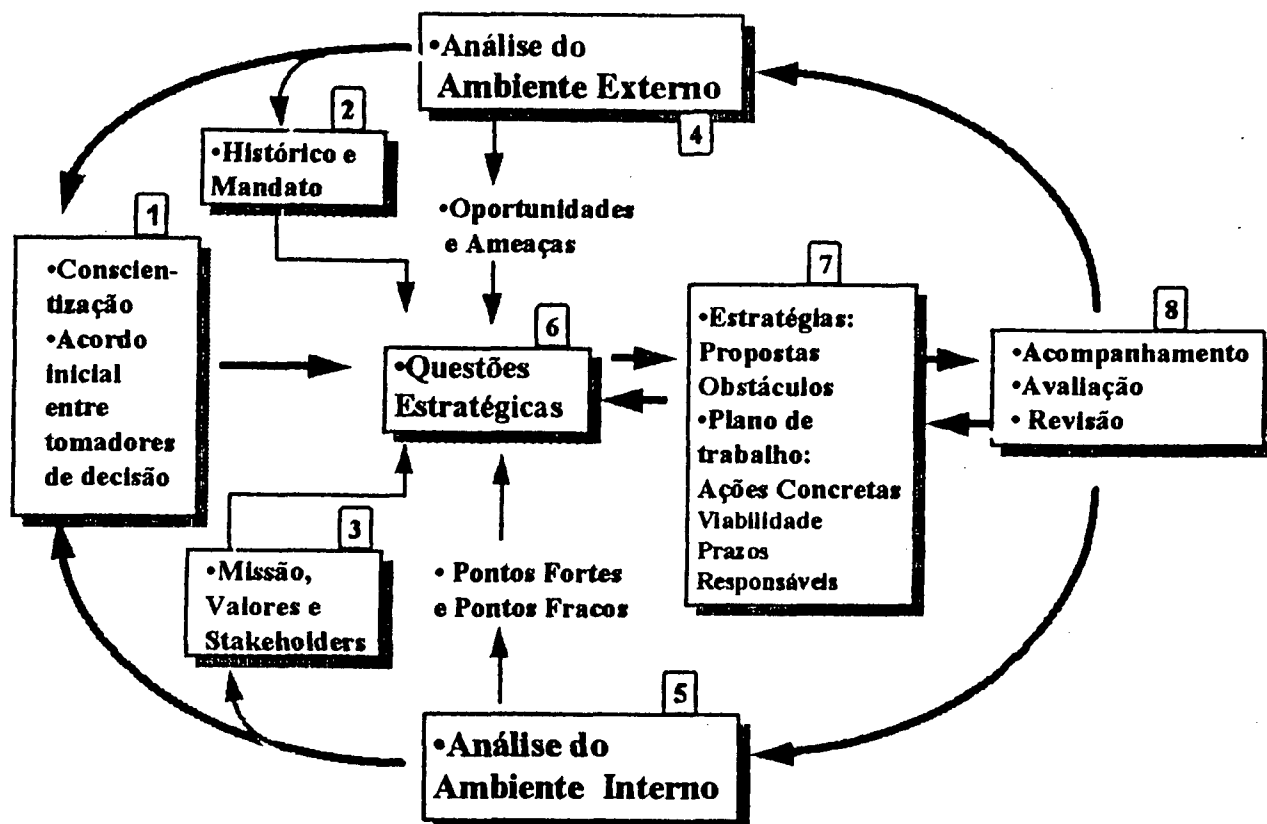 •Análise do
Ambiente Externo
4
2
•Histórico e
Mandato
•Oportunidades
e Ameaças
1
•Conscien-
tização
•Acordo
inicial
entre
tomadores
de decisão
6
•Questões
Estratégicas
7
•Estratégias:
Propostas
Obstáculos
•Plano de
trabalho:
Ações Concretas
Viabilidade
Prazos
Responsáveis
8
•Acompanhamento
•Avaliação
• Revisão
3
•Missão,
Valores e
Stakeholders
• Pontos Fortes
e Pontos Fracos
5
•Análise do
Ambiente Interno